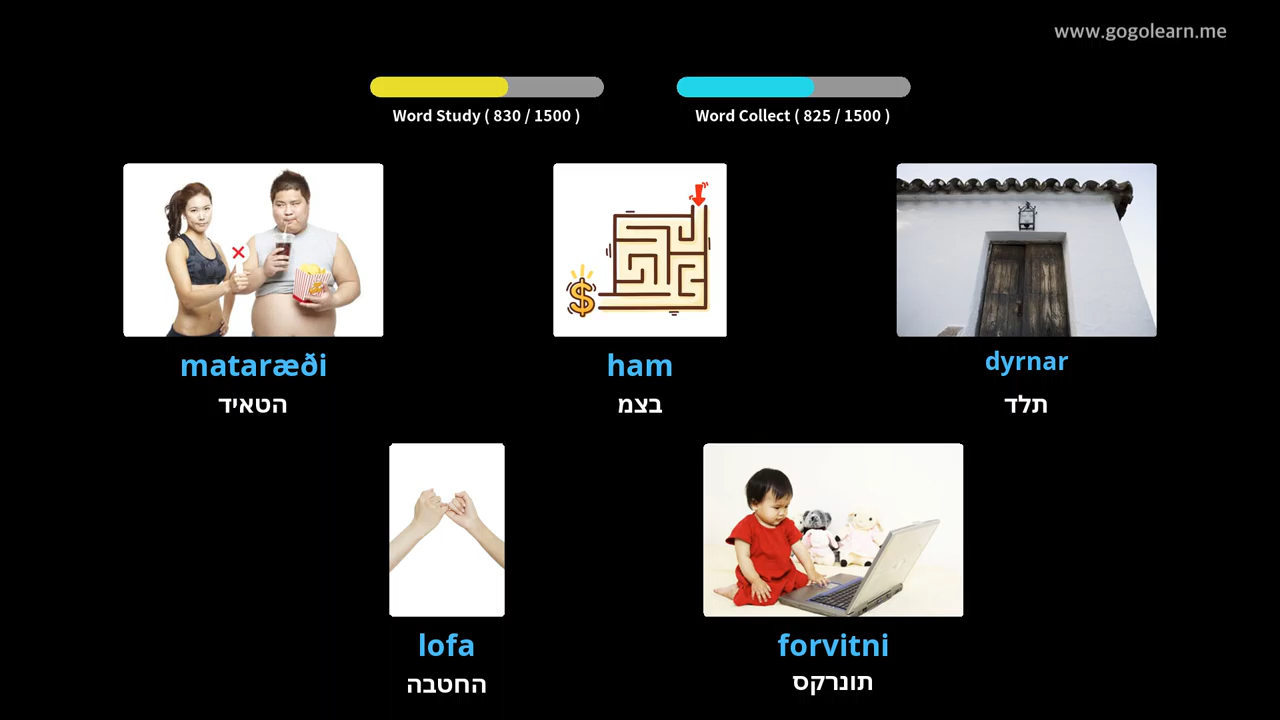 www.gogolearn.me
Word Study ( 830 / 1500 )
Word Collect ( 825 / 1500 )
mataræði
הטאיד
ham
בצמ
dyrnar
תלד
lofa
החטבה
forvitni
תונרקס